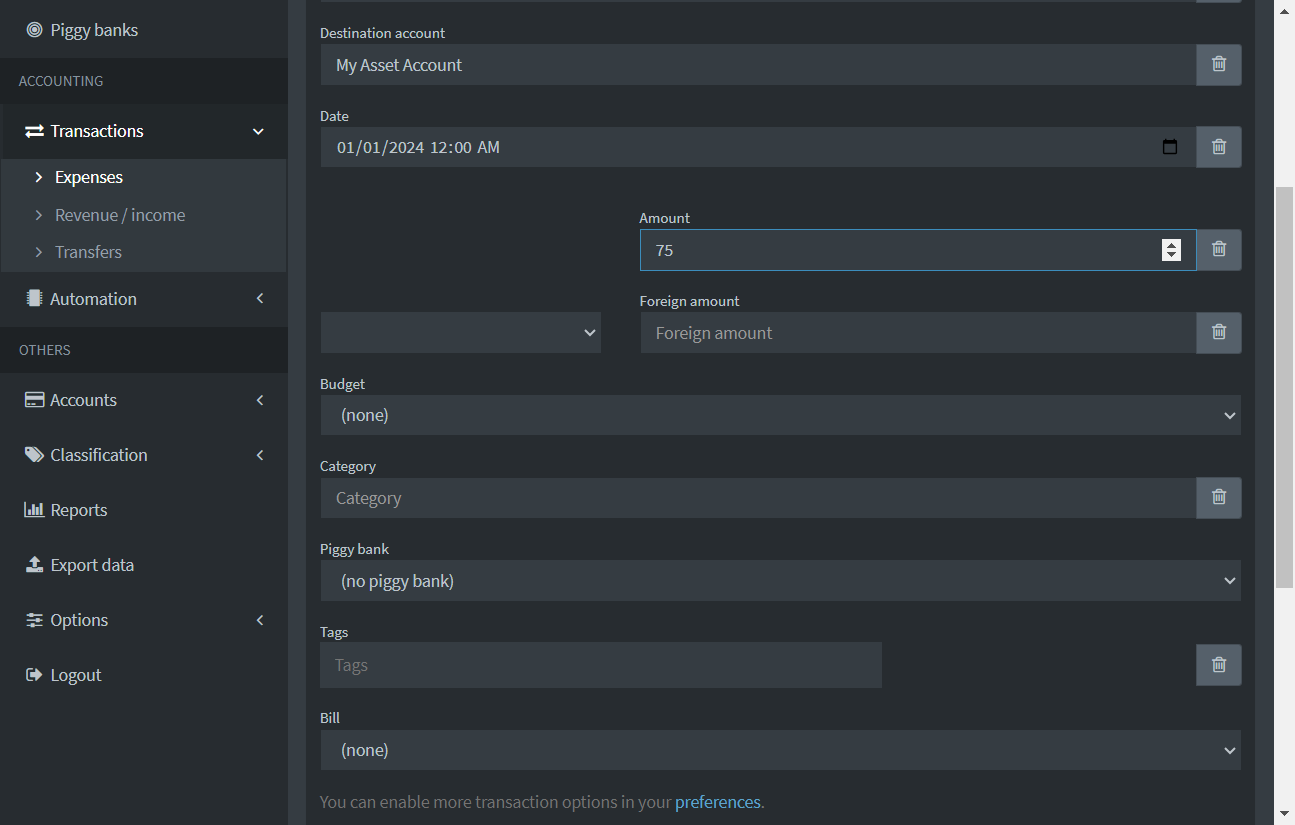 Piggy banks
ACCOUNTING
Transactions
Expenses
Revenue / income
Transfers
Automation
OTHERS
Accounts
Classification
Reports
Export data
Options
Logout
Destination account
My Asset Account
Date
01/01/2024 12:00 AM
Amount
75
Foreign amount
Foreign amount
Budget
(none)
Category
Category
Piggy bank
(no piggy bank)
Tags
Tags
Bill
(none)
You can enable more transaction options in your preferences.